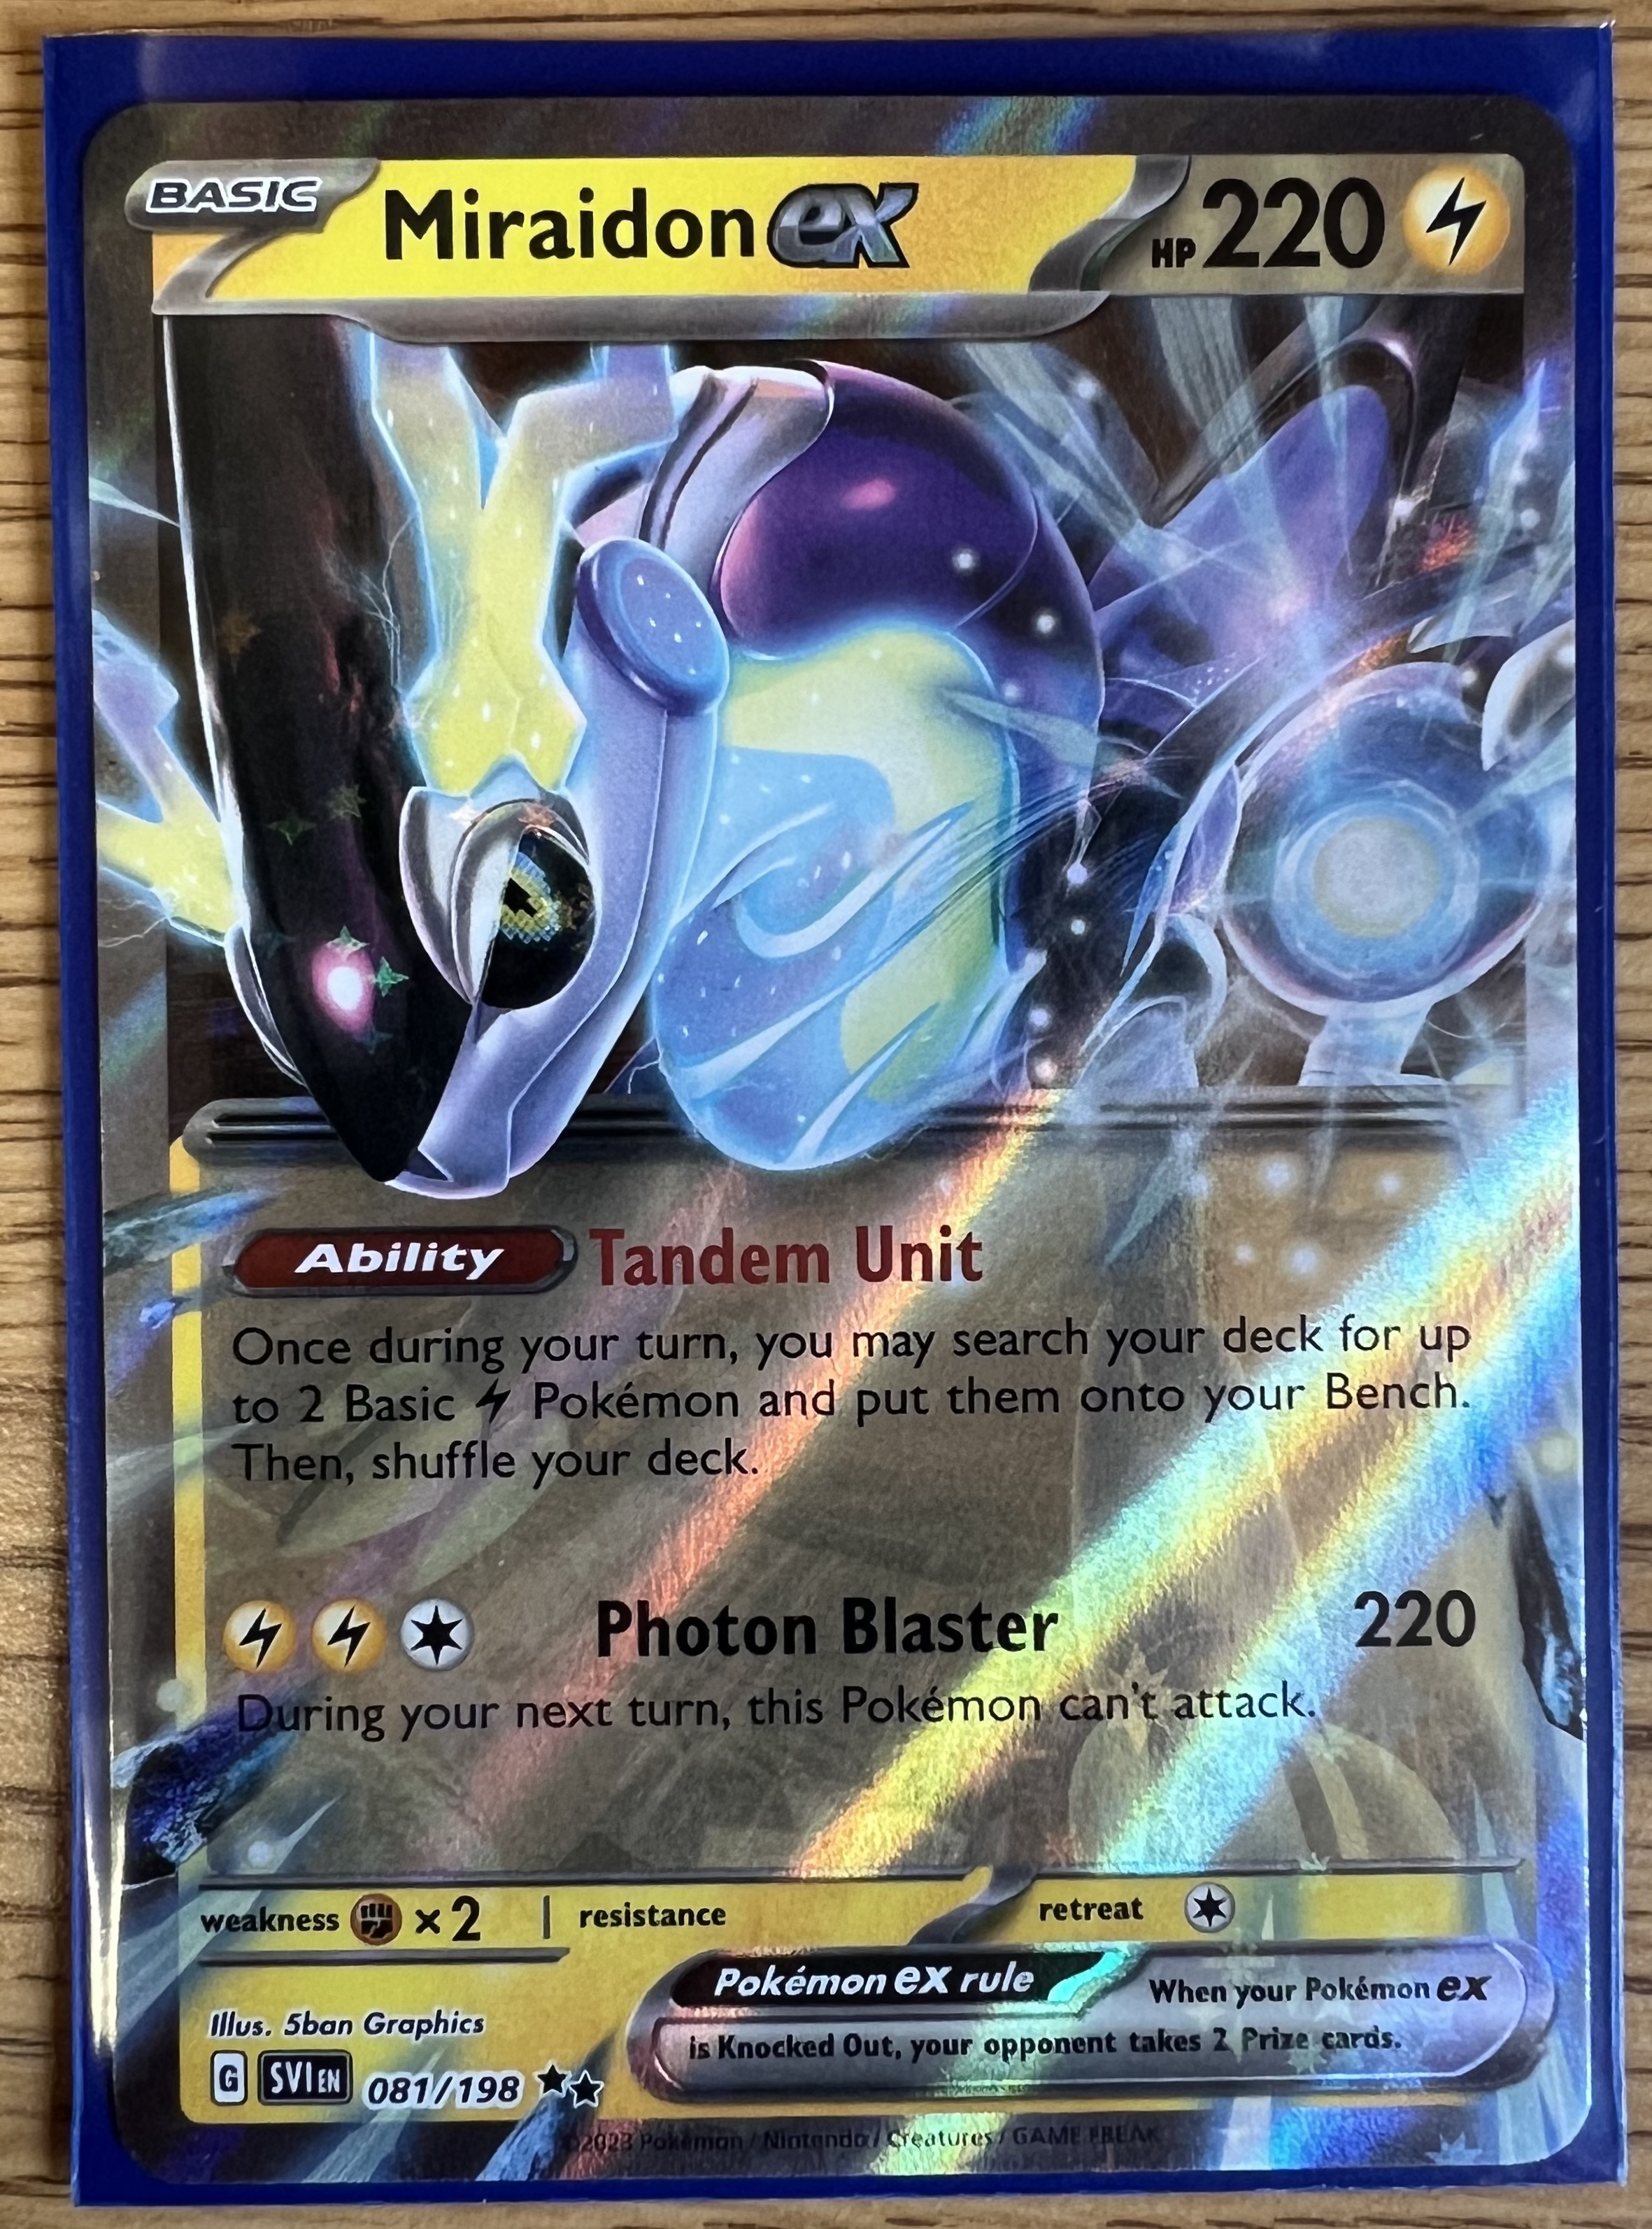 BASIC Miraidon ex HP 220
Ability Tandem Unit
Once during your turn, you may search your deck for up
to 2 Basic Pokémon and put them onto your Bench.
Then, shuffle your deck.
Photon Blaster 220
During your next turn, this Pokémon can't attack.
weakness ×2 resistance retreat
Pokémon ex rule When your Pokémon ex
is Knocked Out, your opponent takes 2 Prize cards.
Illus. 5ban Graphics
G SVI EN 081/198
©2023 Pokémon / Nintendo / Creatures / GAME FREAK